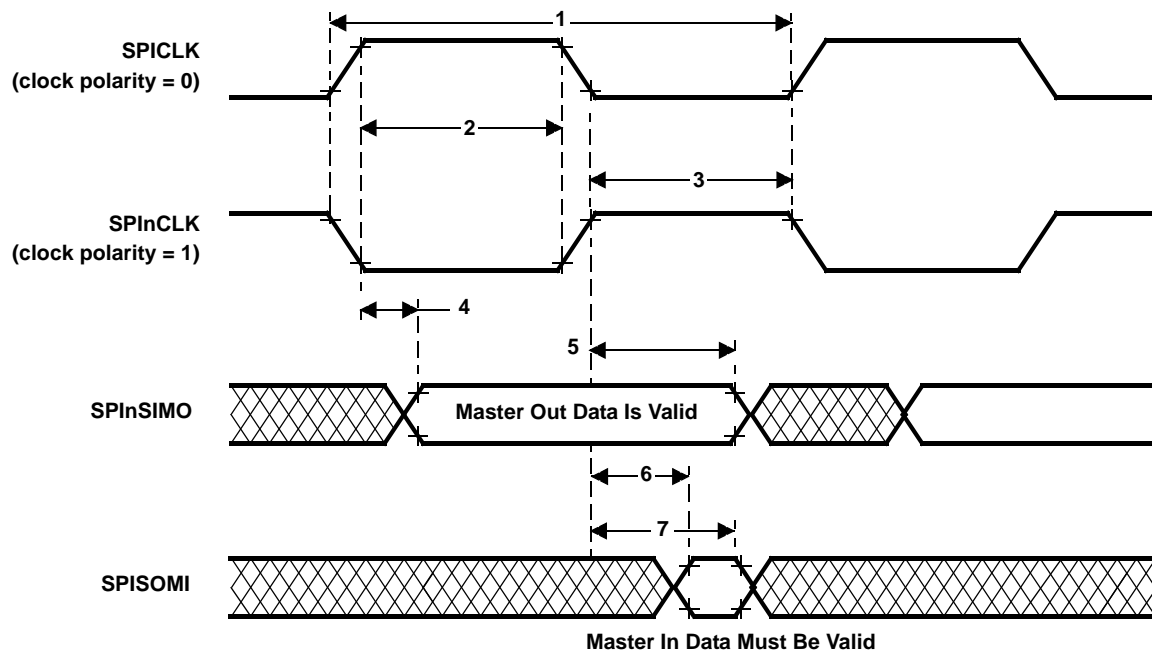 1
SPICLK
(clock polarity = 0)
2
3
SPInCLK
(clock polarity = 1)
4
5
SPInSIMO
Master Out Data Is Valid
6
7
SPISOMI
Master In Data Must Be Valid